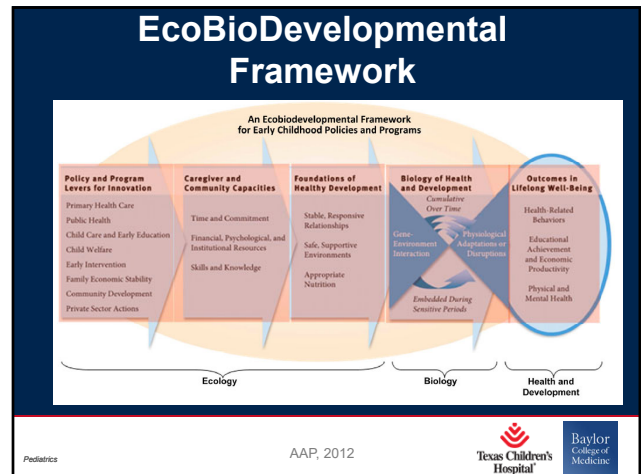 EcoBioDevelopmental
Framework
An Ecobiodevelopmental Framework
for Early Childhood Policies and Programs
Policy and Program
Levers for Innovation
Primary Health Care
Public Health
Child Care and Early Education
Child Welfare
Early Intervention
Family Economic Stability
Community Development
Private Sector Actions
Caregiver and
Community Capacities
Time and Commitment
Financial, Psychological, and
Institutional Resources
Skills and Knowledge
Foundations of
Healthy Development
Stable, Responsive
Relationships
Safe, Supportive
Environments
Appropriate
Nutrition
Biology of Health
and Development
Cumulative
Over Time
Gene-
Environment
Interaction
Physiological
Adaptations or
Disruptions
Embedded During
Sensitive Periods
Outcomes in
Lifelong Well-Being
Health-Related
Behaviors
Educational
Achievement
and Economic
Productivity
Physical and
Mental Health
Ecology
Biology
Health and
Development
Pediatrics
AAP, 2012
Texas Children's
Hospital®
Baylor
College of
Medicine